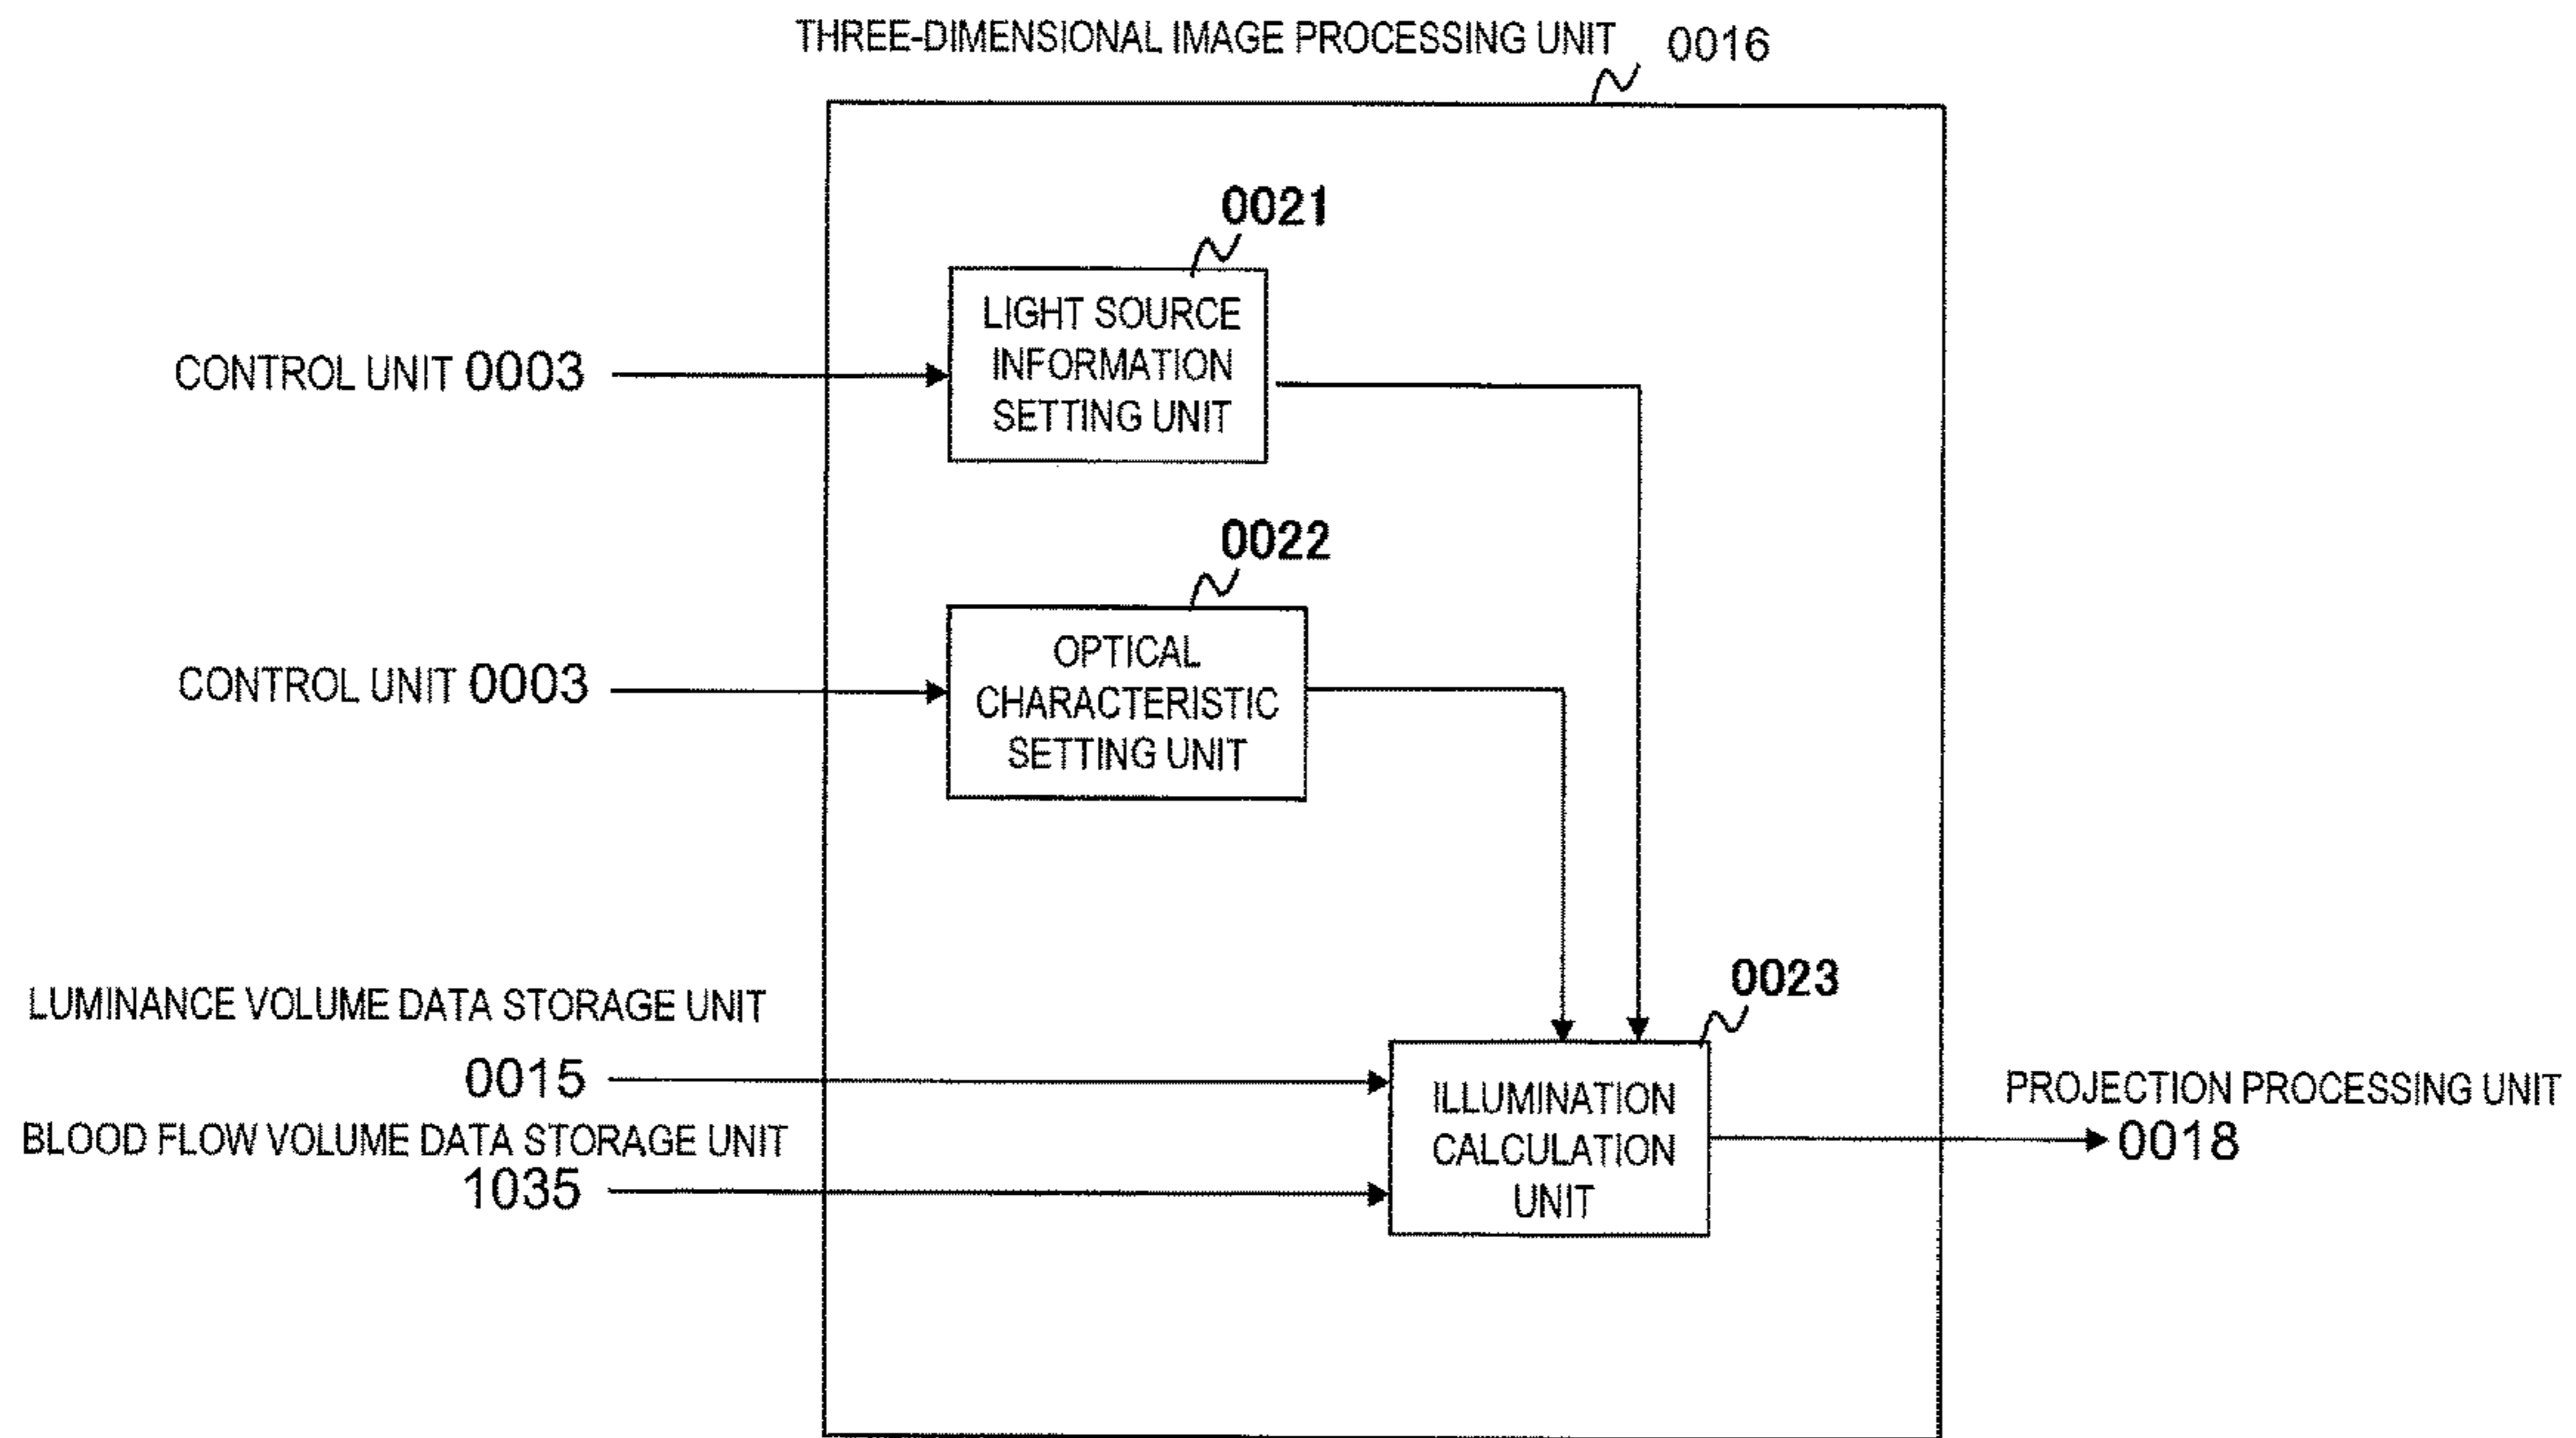 THREE-DIMENSIONAL IMAGE PROCESSING UNIT 0016
0021
LIGHT SOURCE
INFORMATION
SETTING UNIT
CONTROL UNIT 0003
0022
OPTICAL
CHARACTERISTIC
SETTING UNIT
CONTROL UNIT 0003
LUMINANCE VOLUME DATA STORAGE UNIT
0015
BLOOD FLOW VOLUME DATA STORAGE UNIT
1035
0023
ILLUMINATION
CALCULATION
UNIT
PROJECTION PROCESSING UNIT
0018